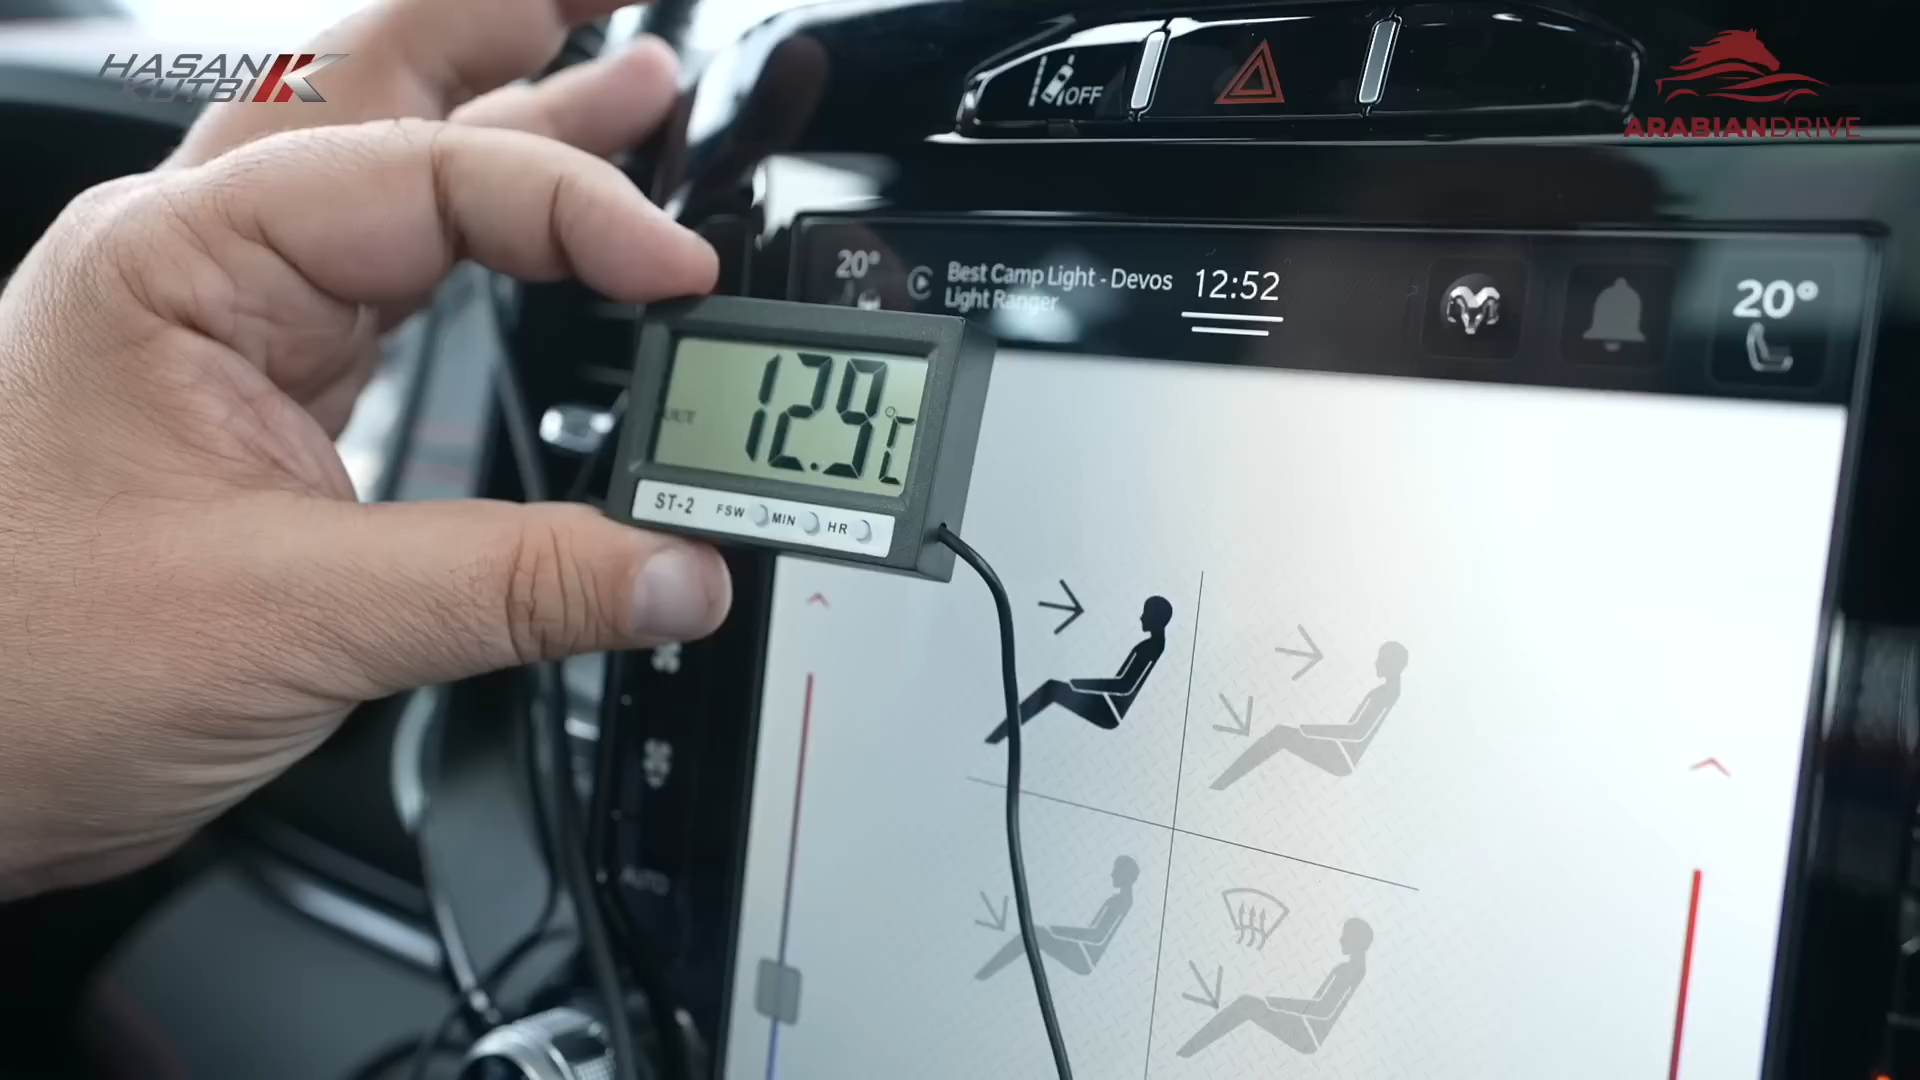 HASAN
KUTBI
OFF
ARABIANDRIVE
20°
Best Camp Light - Devos
Light Ranger
12:52
20°
12.9°C
ST-2 FSW MIN HR
AUTO